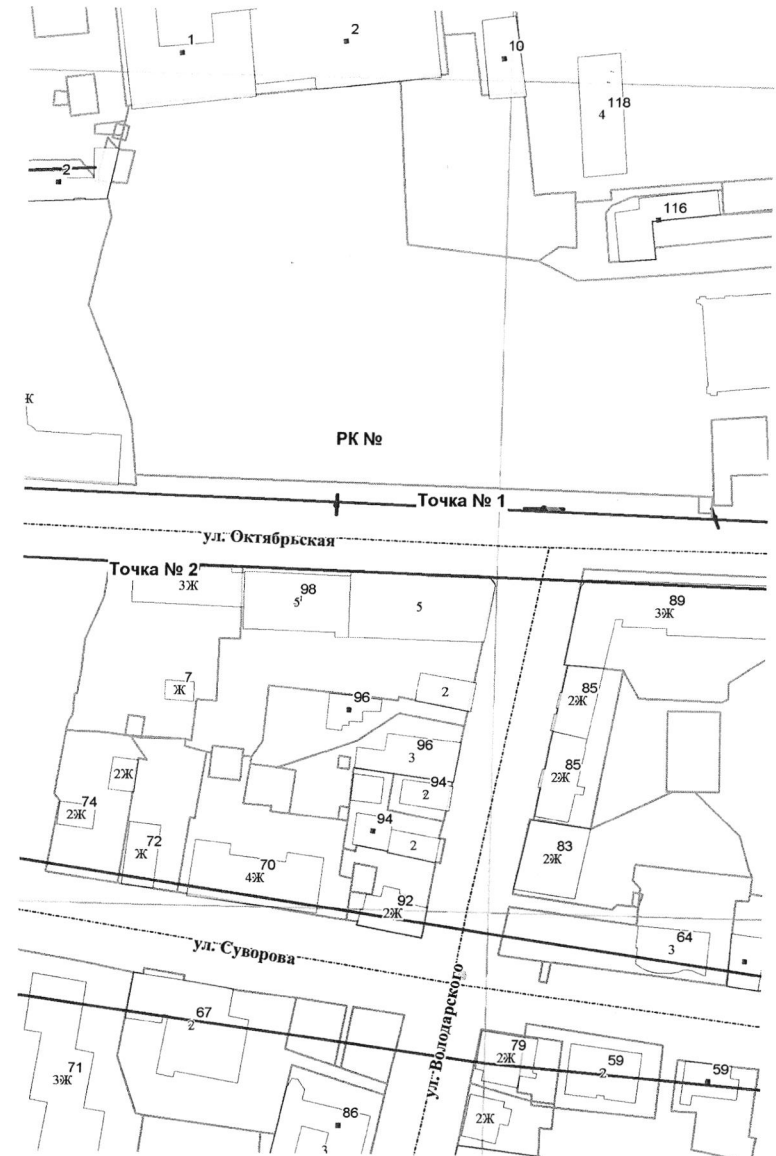 1
2
10
118
4
2
116
Ж
РК №
Точка № 1
ул. Октябрьская
Точка № 2
3Ж
98
5
5
89
3Ж
7
Ж
96
2
85
2Ж
96
3
85
2Ж
2Ж
94
2
74
2Ж
94
2
72
Ж
83
2Ж
70
4Ж
92
2Ж
64
3
ул. Суворова
ул. Володарского
67
2
79
2Ж
59
2
59
71
3Ж
86
3
2Ж